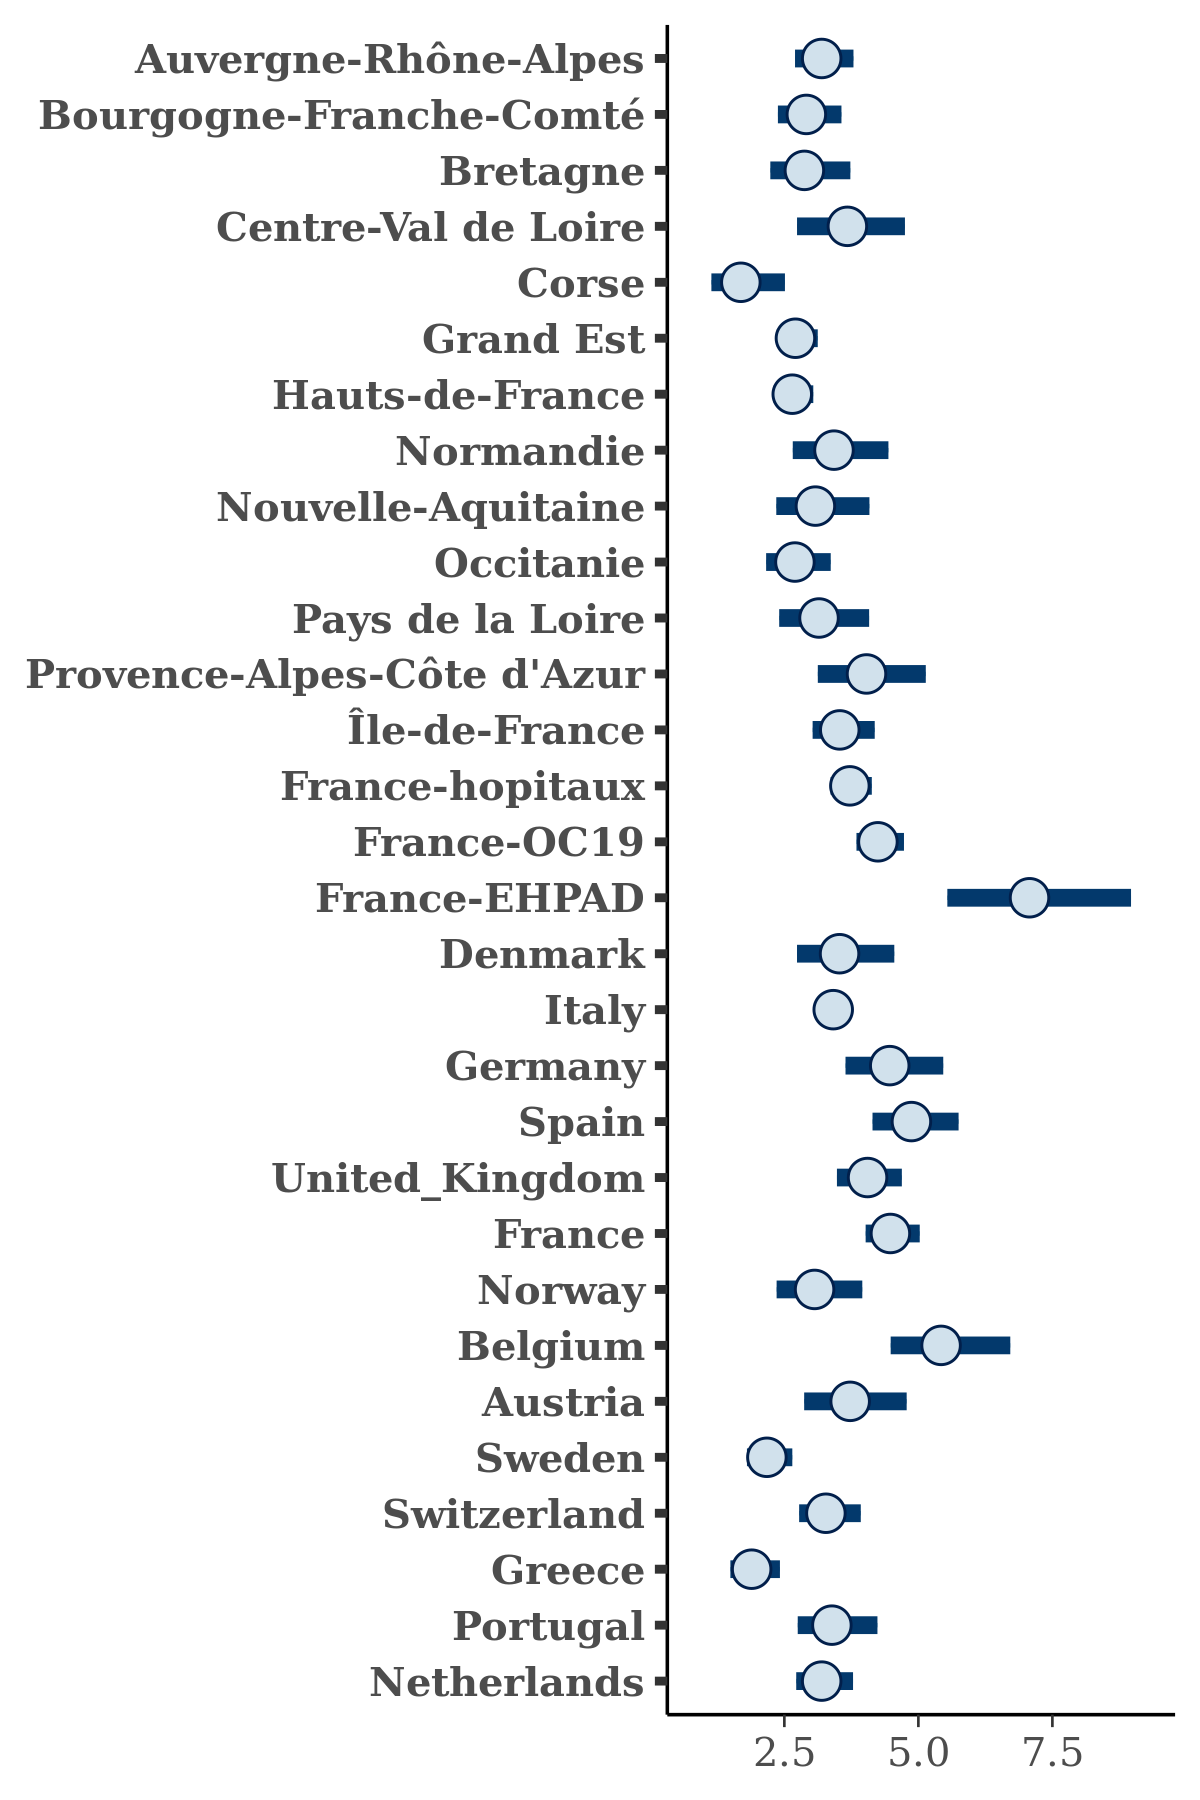 Auvergne-Rhône-Alpes
Bourgogne-Franche-Comté
Bretagne
Centre-Val de Loire
Corse
Grand Est
Hauts-de-France
Normandie
Nouvelle-Aquitaine
Occitanie
Pays de la Loire
Provence-Alpes-Côte d'Azur
Île-de-France
France-hopitaux
France-OC19
France-EHPAD
Denmark
Italy
Germany
Spain
United_Kingdom
France
Norway
Belgium
Austria
Sweden
Switzerland
Greece
Portugal
Netherlands
2.5 5.0 7.5